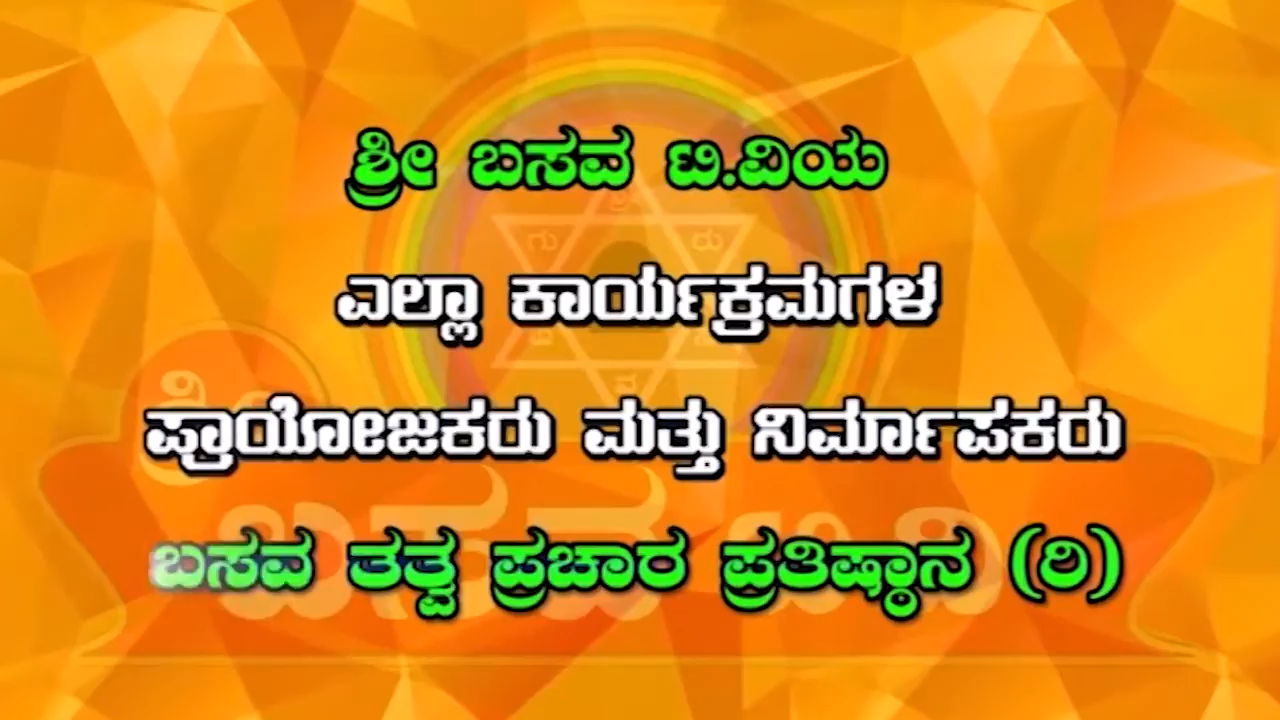 ಶ್ರೀ ಬಸವ ಟಿ.ವಿಯ
ಎಲ್ಲಾ ಕಾರ್ಯಕ್ರಮಗಳ
ಪ್ರಾಯೋಜಕರು ಮತ್ತು ನಿರ್ಮಾಪಕರು
ಬಸವ ತತ್ವ ಪ್ರಚಾರ ಪ್ರತಿಷ್ಠಾನ (ರಿ)